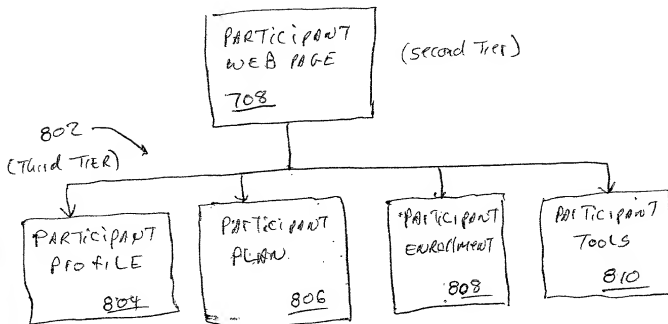 PARTICIPANT
WEB PAGE
708
(Second Tier)
802
(Third TIER)
PARTICIPANT
PROFILE
804
PARTICIPANT
PLAN
806
PARTICIPANT
ENROLLMENT
808
PARTICIPANT
TOOLS
810